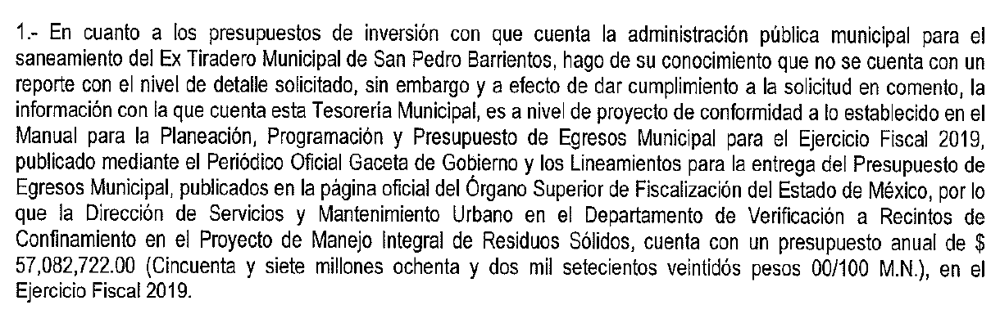 1.- En cuanto a los presupuestos de inversión con que cuenta la administración pública municipal para el
saneamiento del Ex Tiradero Municipal de San Pedro Barrientos, hago de su conocimiento que no se cuenta con un
reporte con el nivel de detalle solicitado, sin embargo y a efecto de dar cumplimiento a la solicitud en comento, la
información con la que cuenta esta Tesorería Municipal, es a nivel de proyecto de conformidad a lo establecido en el
Manual para la Planeación, Programación y Presupuesto de Egresos Municipal para el Ejercicio Fiscal 2019,
publicado mediante el Periódico Oficial Gaceta de Gobierno y los Lineamientos para la entrega del Presupuesto de
Egresos Municipal, publicados en la página oficial del Órgano Superior de Fiscalización del Estado de México, por lo
que la Dirección de Servicios y Mantenimiento Urbano en el Departamento de Verificación a Recintos de
Confinamiento en el Proyecto de Manejo Integral de Residuos Sólidos, cuenta con un presupuesto anual de $
57,082,722.00 (Cincuenta y siete millones ochenta y dos mil setecientos veintidós pesos 00/100 M.N.), en el
Ejercicio Fiscal 2019.